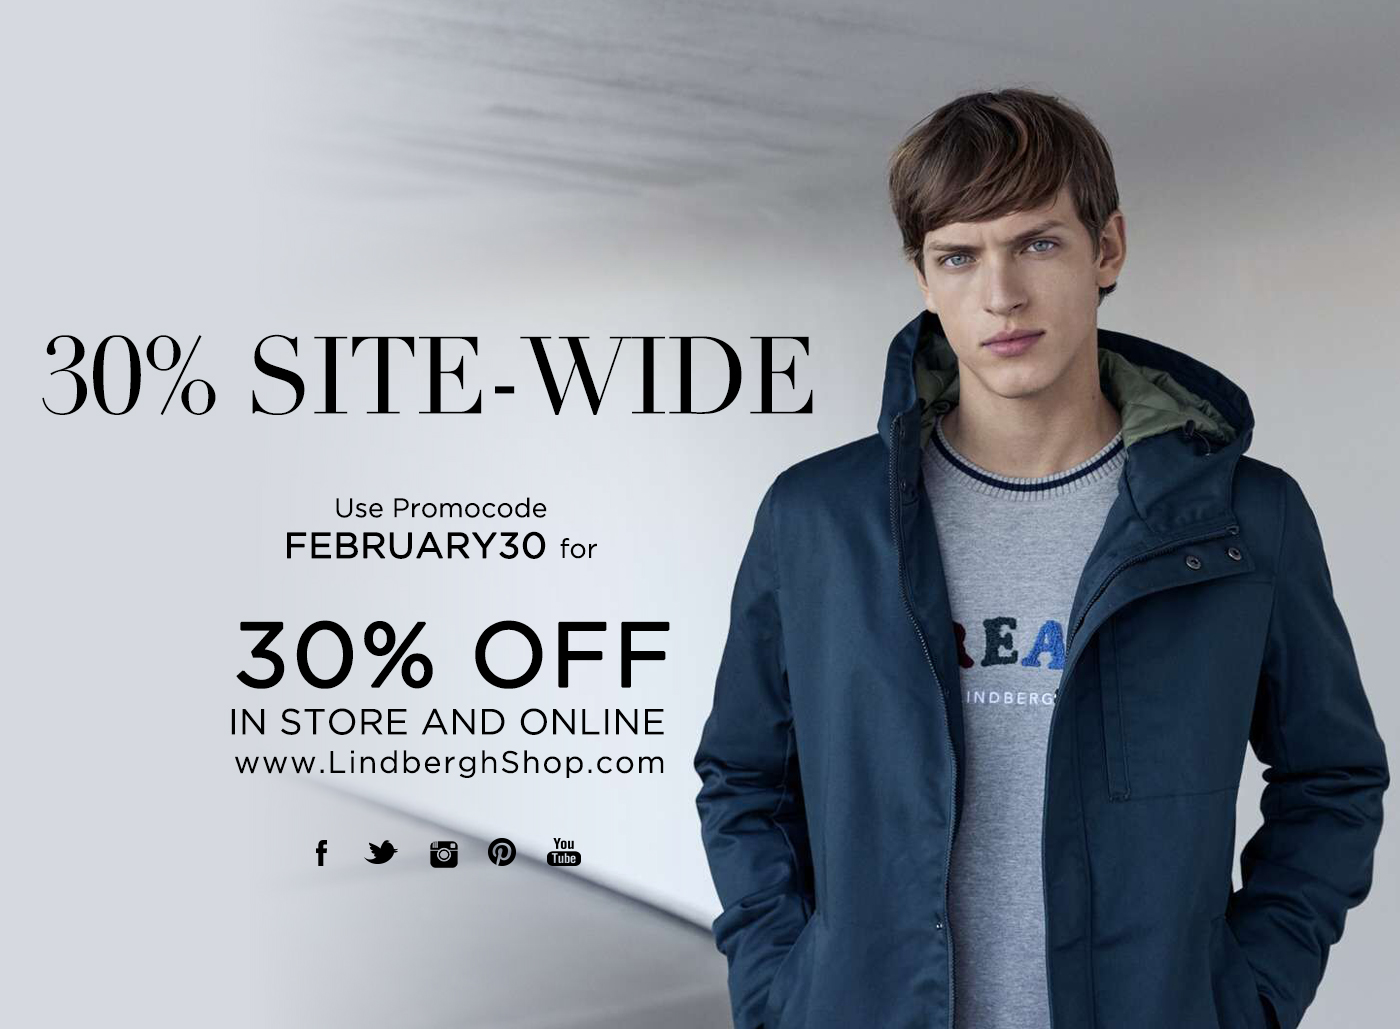 30% SITE-WIDE
Use Promocode
FEBRUARY30 for
30% OFF
IN STORE AND ONLINE
www.LindberghShop.com
f
You
Tube
REA
INDBERG